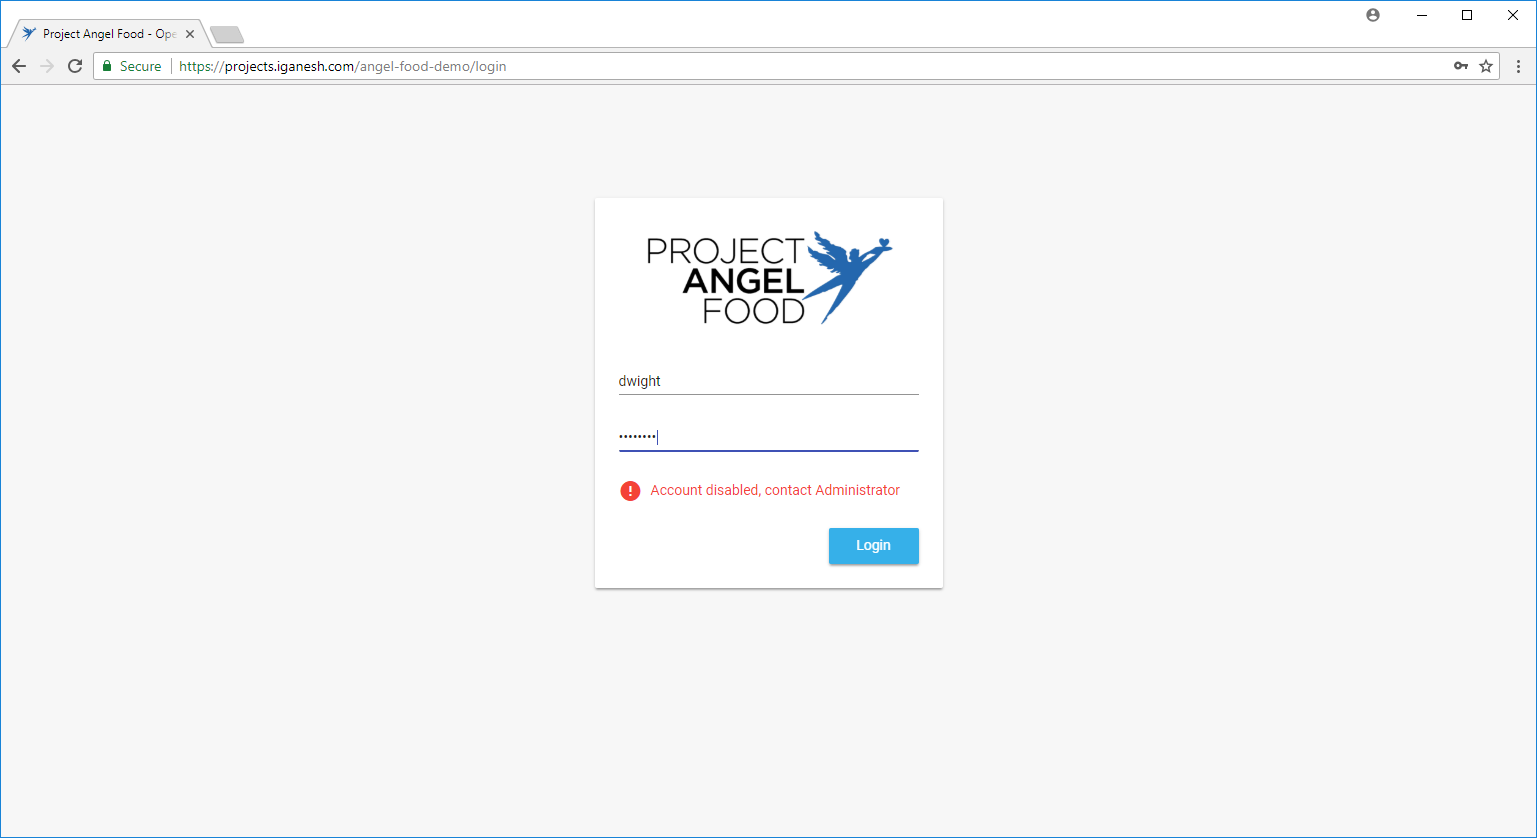 Project Angel Food - Ope
Secure https://projects.iganesh.com/angel-food-demo/login
PROJECT
ANGEL
FOOD
dwight
••••••••
Account disabled, contact Administrator
Login